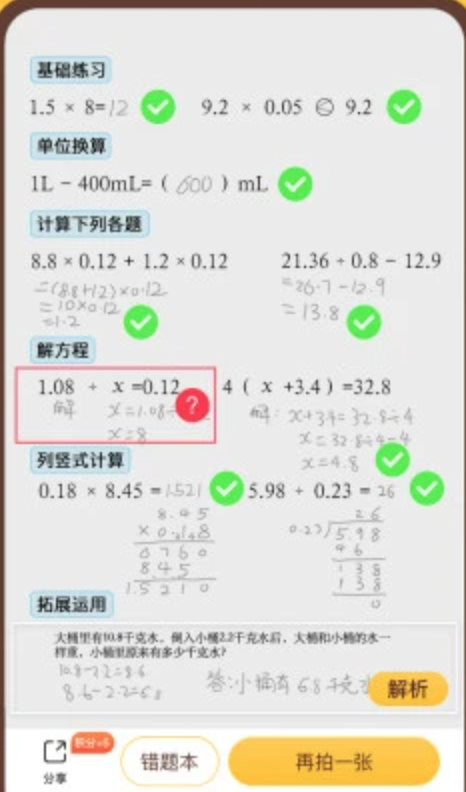 基础练习
1.5 × 8=12 9.2 × 0.05 < 9.2
单位换算
1L - 400mL= ( 600 ) mL
计算下列各题
8.8 × 0.12 + 1.2 × 0.12 21.36 ÷ 0.8 - 12.9
=(8.8+1.2)×0.12 =26.7-12.9
=10×0.12 =13.8
=1.2
解方程
1.08 ÷ x =0.12 4 ( x +3.4 ) =32.8
解 x=1.08÷ 解: x+3.4=32.8÷4
x=8 x=32.8÷4-4
x=4.8
列竖式计算
0.18 × 8.45 =1.521 5.98 ÷ 0.23 = 26
8.45 26
×0.18 0.23 5.98
6760 46
845 138
1.5210 138
0
拓展运用
大桶里有10.8千克水,倒入小桶2.2千克水后,大桶和小桶的水一
样重,小桶里原来有多少千克水?
10.8-2.2=8.6
8.6-2.2=6.8 答:小桶有6.8千克水
解析
积分+6
分享
错题本
再拍一张